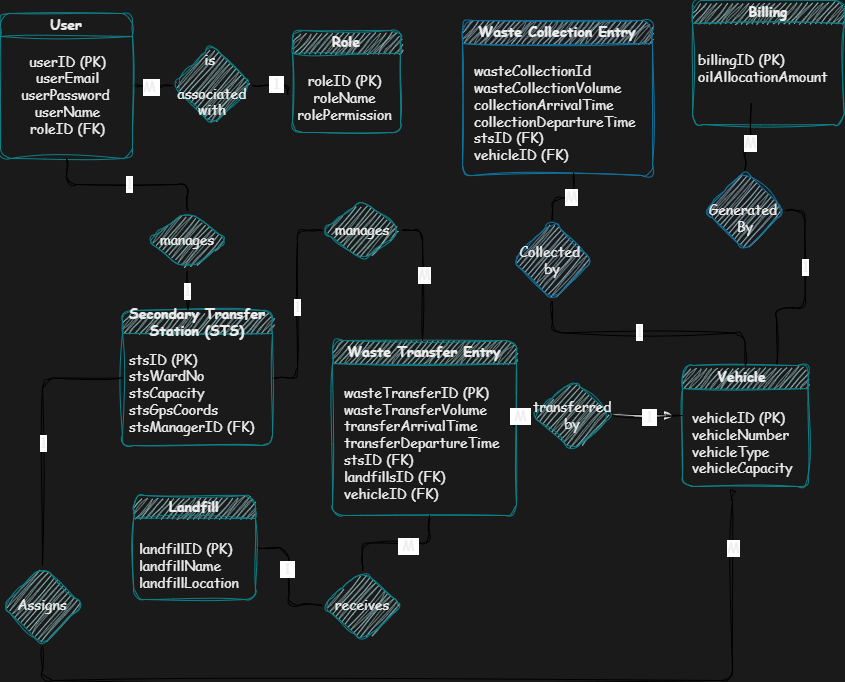 User
userID (PK)
userEmail
userPassword
userName
roleID (FK)
M
is
associated
with
1
Role
roleID (PK)
roleName
rolePermission
Waste Collection Entry
wasteCollectionId
wasteCollectionVolume
collectionArrivalTime
collectionDepartureTime
stsID (FK)
vehicleID (FK)
Billing
billingID (PK)
oilAllocationAmount
M
Generated
By
1
M
Collected
by
1
1
manages
1
manages
1
M
Secondary Transfer
Station (STS)
stsID (PK)
stsWardNo
stsCapacity
stsGpsCoords
stsManagerID (FK)
Waste Transfer Entry
wasteTransferID (PK)
wasteTransferVolume
transferArrivalTime
transferDepartureTime
stsID (FK)
landfillsID (FK)
vehicleID (FK)
M
transferred
by
1
Vehicle
vehicleID (PK)
vehicleNumber
vehicleType
vehicleCapacity
1
Landfill
landfillID (PK)
landfillName
landfillLocation
1
M
receives
Assigns
M